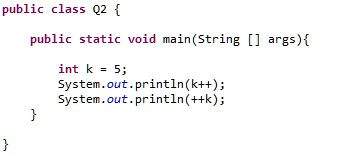 public class Q2 {
public static void main(String [] args){
int k = 5;
System.out.println(k++);
System.out.println(++k);
}
}